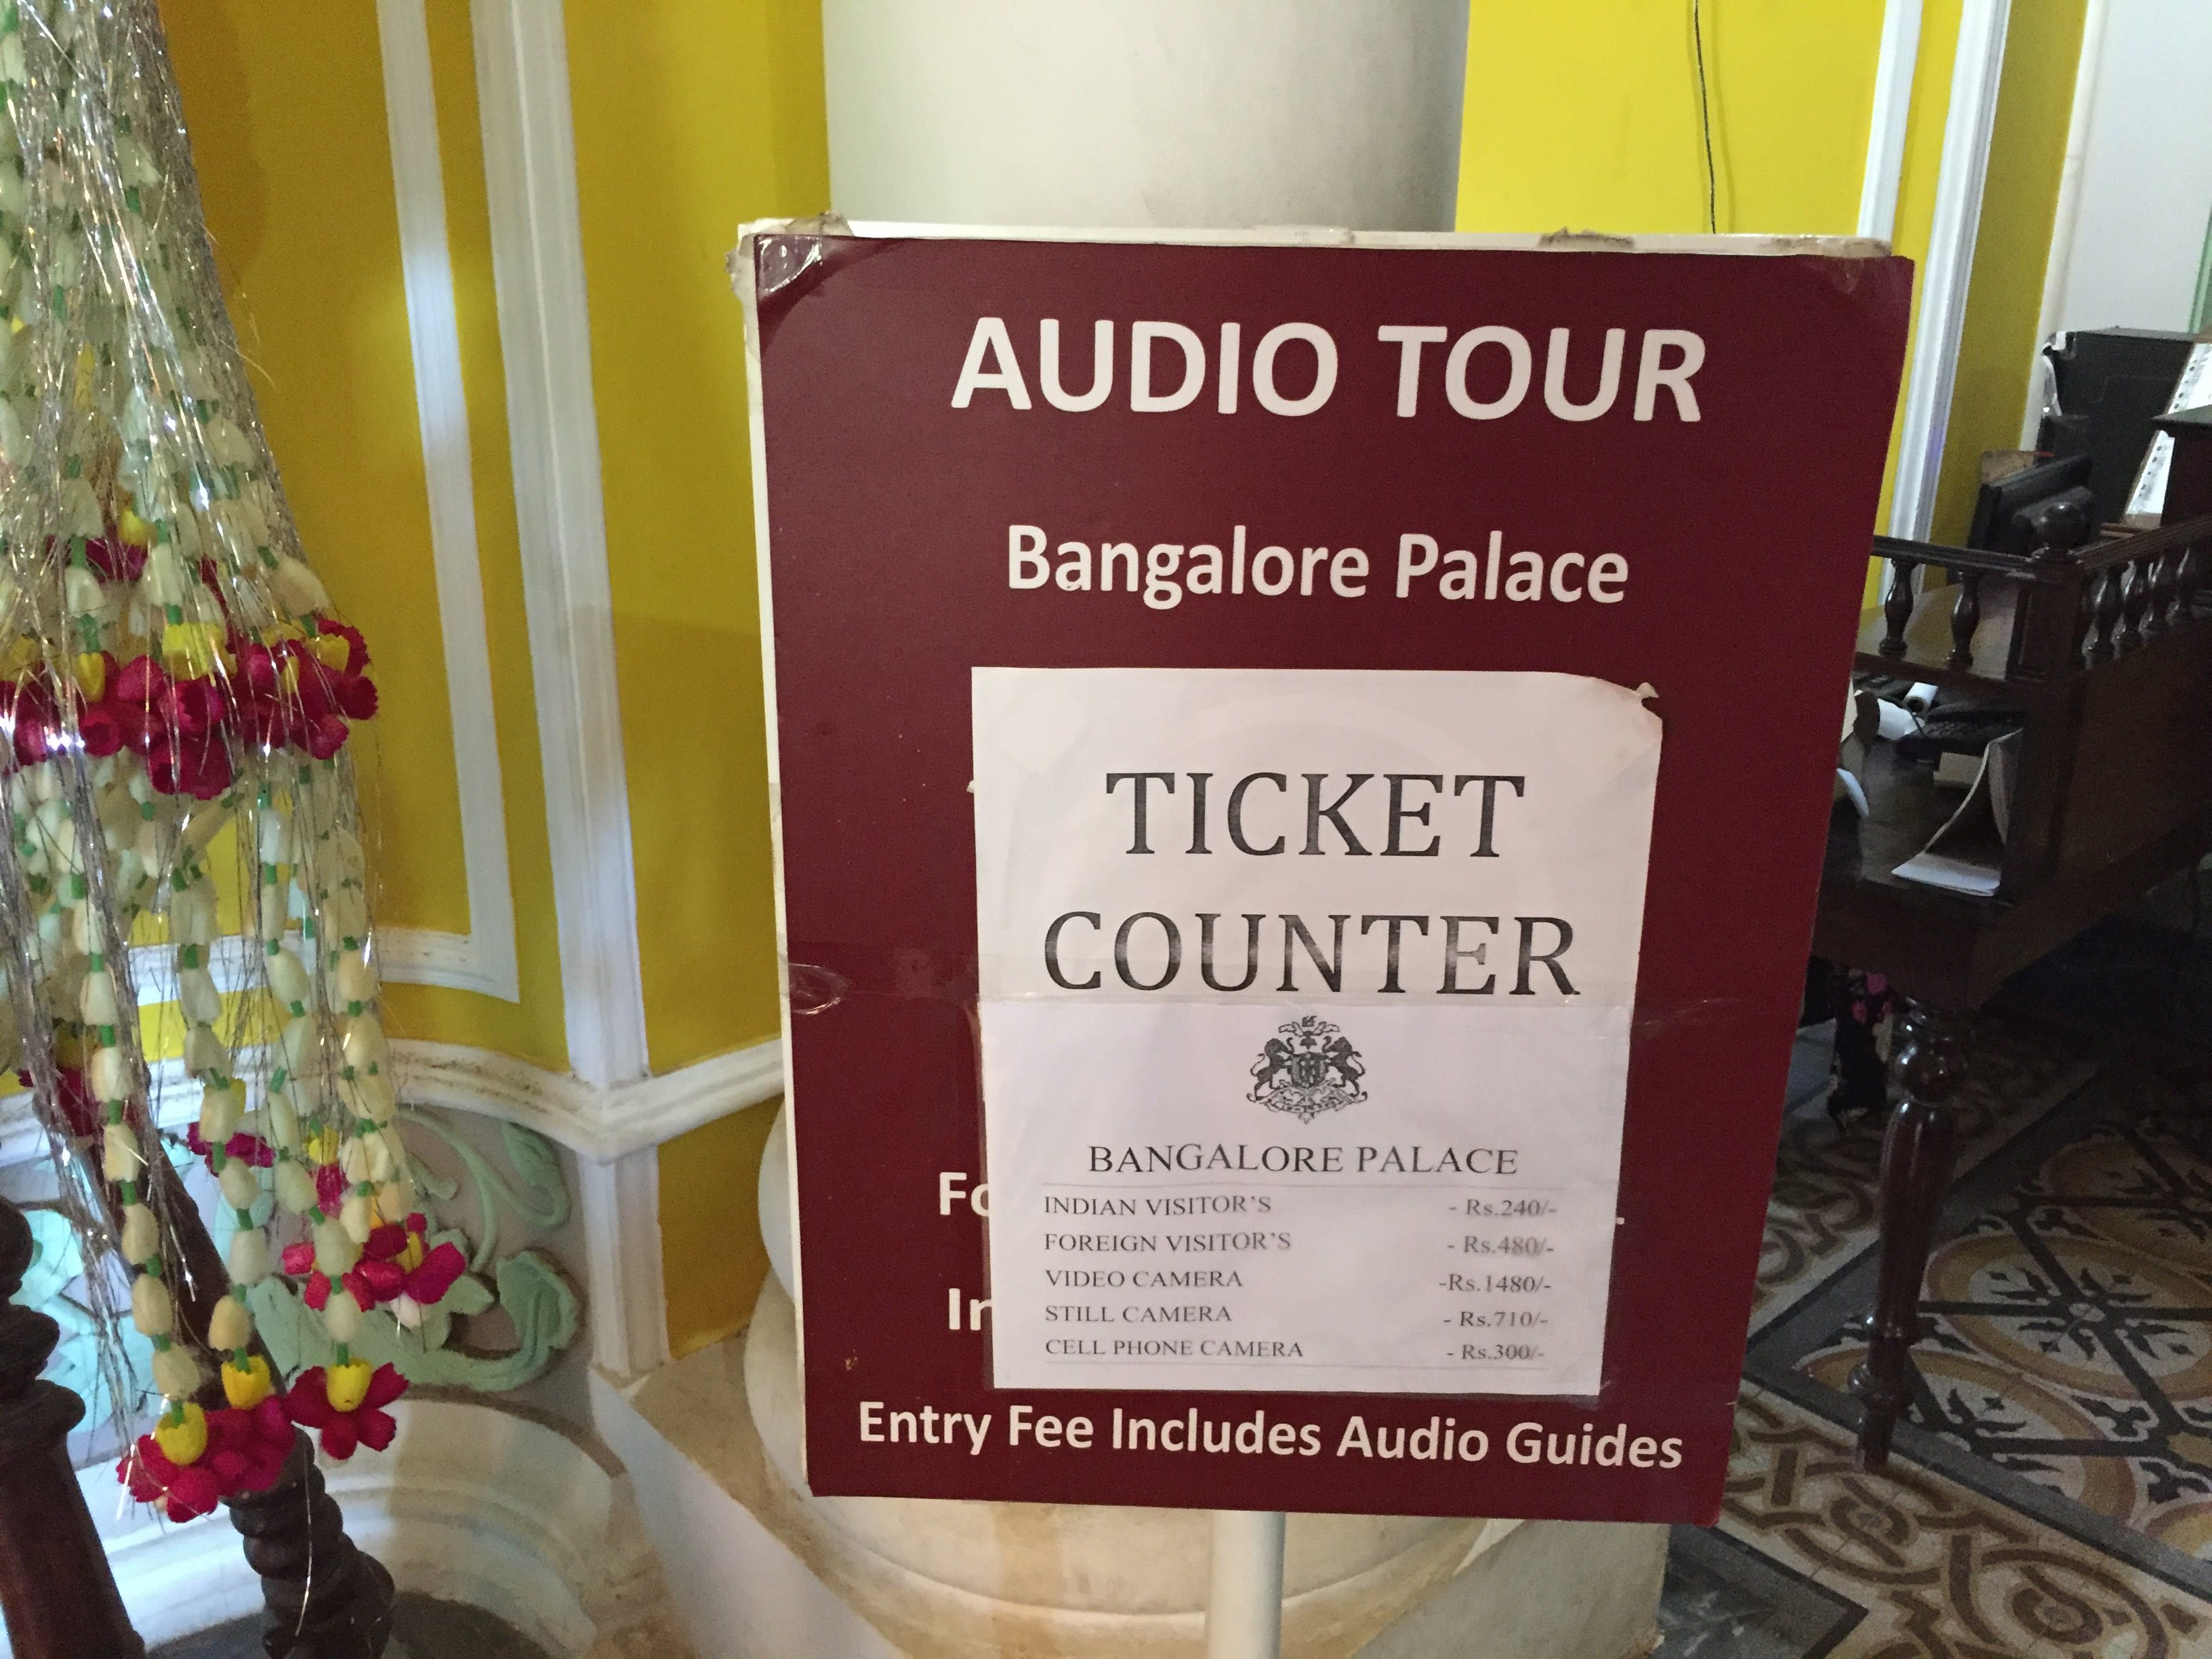 AUDIO TOUR
Bangalore Palace
TICKET
COUNTER
BANGALORE PALACE
INDIAN VISITOR'S - Rs.240/-
FOREIGN VISITOR'S - Rs.480/-
VIDEO CAMERA -Rs.1480/-
STILL CAMERA - Rs.710/-
CELL PHONE CAMERA - Rs.300/-
Entry Fee Includes Audio Guides